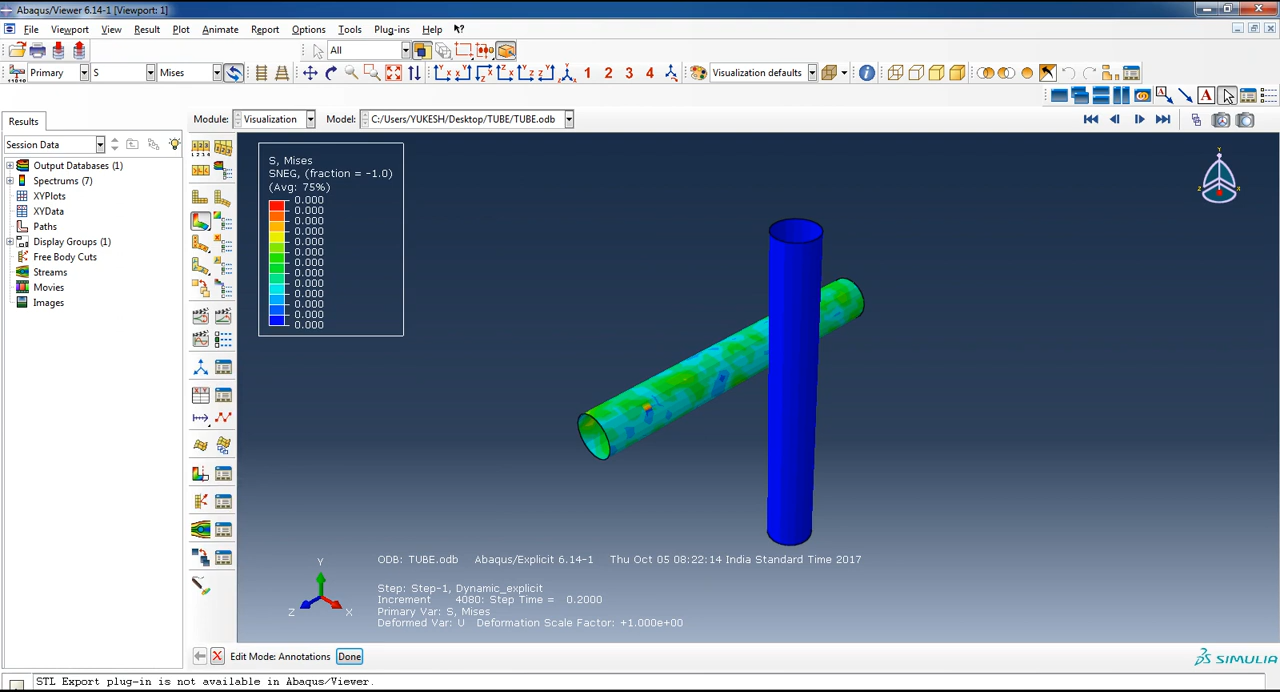 Abaqus/Viewer 6.14-1 [Viewport: 1]
File Viewport View Result Plot Animate Report Options Tools Plug-ins Help
All
Primary S Mises 1 2 3 4 Visualization defaults
Results
Module: Visualization Model: C:/Users/YUKESH/Desktop/TUBE/TUBE.odb
Session Data
Output Databases (1)
Spectrums (7)
XYPlots
XYData
Paths
Display Groups (1)
Free Body Cuts
Streams
Movies
Images
S, Mises
SNEG, (fraction = -1.0)
(Avg: 75%)
0.000
0.000
0.000
0.000
0.000
0.000
0.000
0.000
0.000
0.000
0.000
0.000
0.000
Y
Z X
Y
Z X
ODB: TUBE.odb Abaqus/Explicit 6.14-1 Thu 08:22:14 India Standard Time 2017
Step: Step-1, Dynamic_explicit
Increment 4080: Step Time = 0.2000
Primary Var: S, Mises
Deformed Var: U Deformation Scale Factor: +1.000e+00
Edit Mode: Annotations Done
SIMULIA
STL Export plug-in is not available in Abaqus/Viewer.